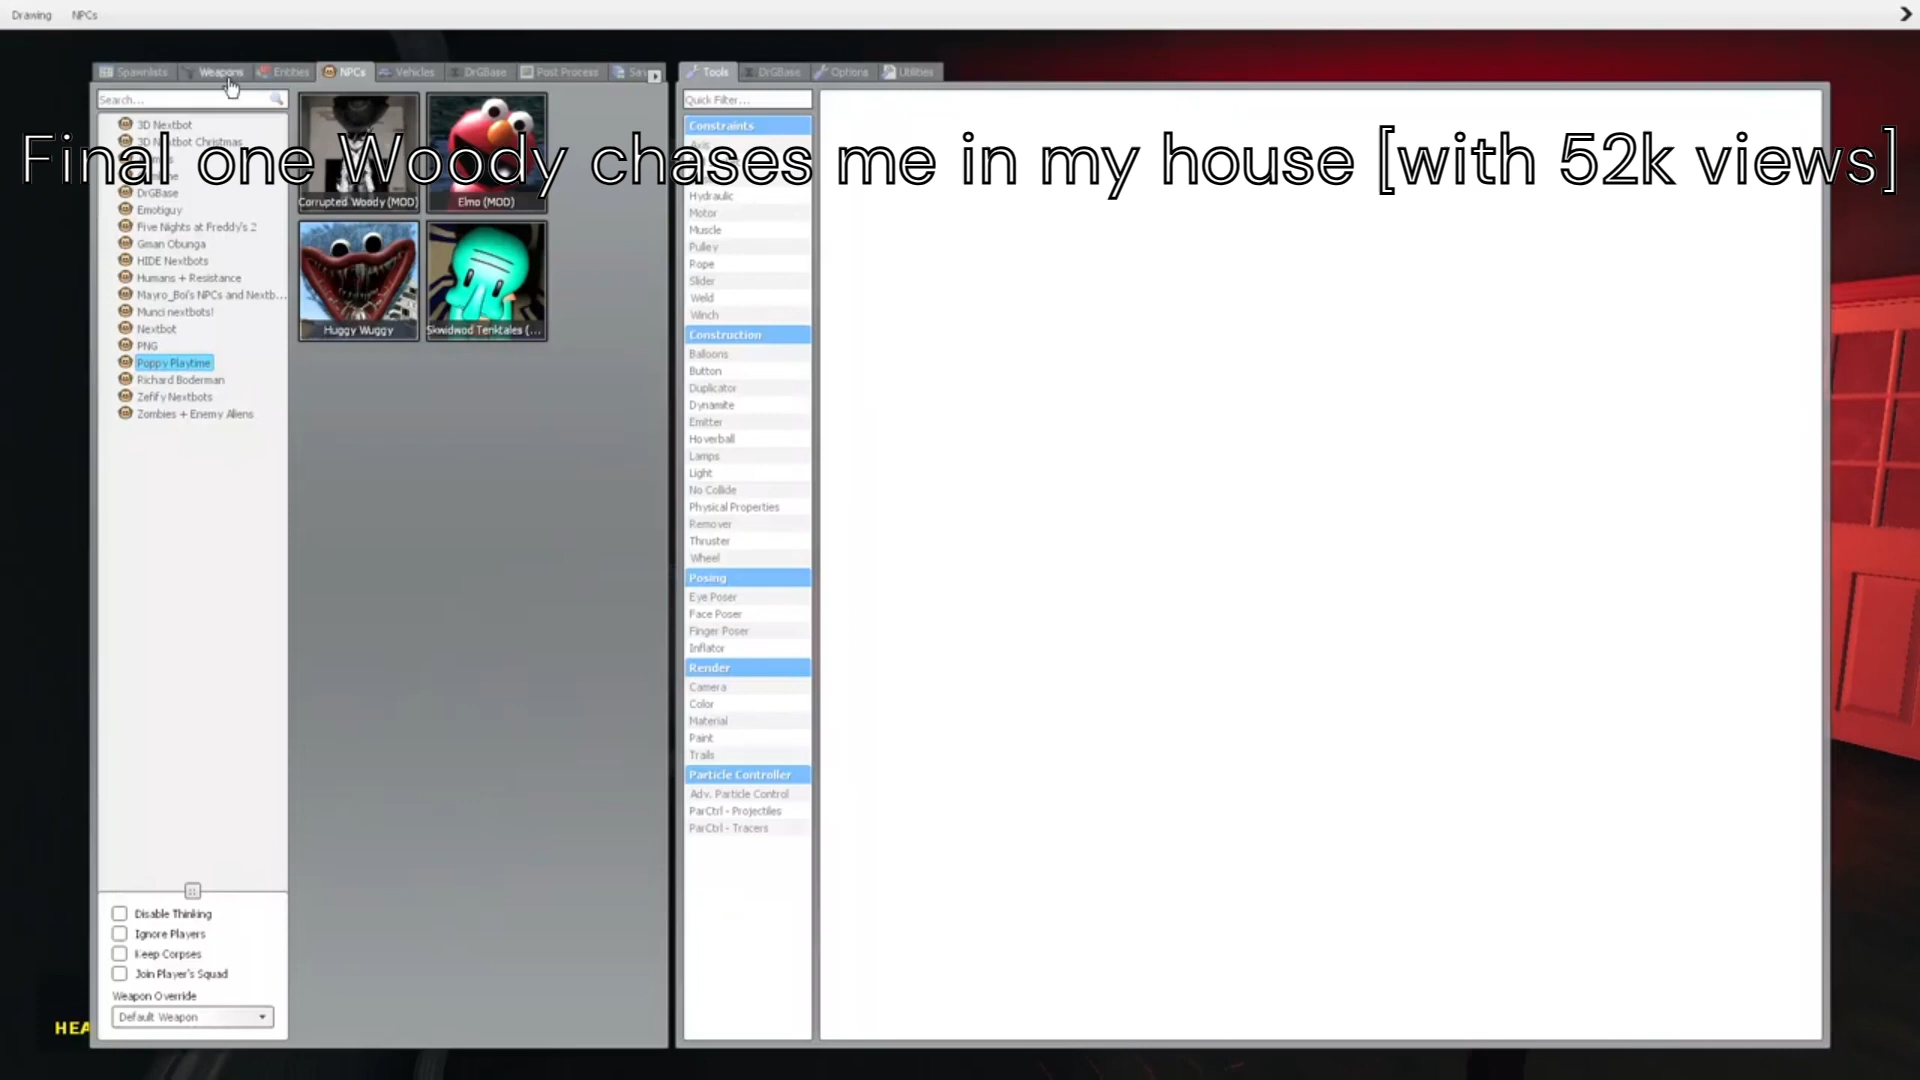 Drawing NPCs
Spawnlists Weapons Entities NPCs Vehicles DrGBase Post Process
Tools DrGBase Options Utilities
Search...
Quick Filter...
Final one Woody chases me in my house [with 52k views]
3D Nextbot
3D Nextbot Christmas
DrGBase
Emotiguy
Five Nights at Freddy's 2
Gman Obunga
HIDE Nextbots
Humans + Resistance
Mayro_Boi's NPCs and Nextb...
Munci nextbots!
Nextbot
PNG
Poppy Playtime
Richard Boderman
Zefify Nextbots
Zombies + Enemy Aliens
Corrupted Woody (MOD)
Elmo (MOD)
Huggy Wuggy
Skwidwod Tenktales (...
Disable Thinking
Ignore Players
Keep Corpses
Join Player's Squad
Weapon Override
Default Weapon
Constraints
Axis
Hydraulic
Motor
Muscle
Pulley
Rope
Slider
Weld
Winch
Construction
Balloons
Button
Duplicator
Dynamite
Emitter
Hoverball
Lamps
Light
No Collide
Physical Properties
Remover
Thruster
Wheel
Posing
Eye Poser
Face Poser
Finger Poser
Inflator
Render
Camera
Color
Material
Paint
Trails
Particle Controller
Adv. Particle Control
ParCtrl - Projectiles
ParCtrl - Tracers
HEA